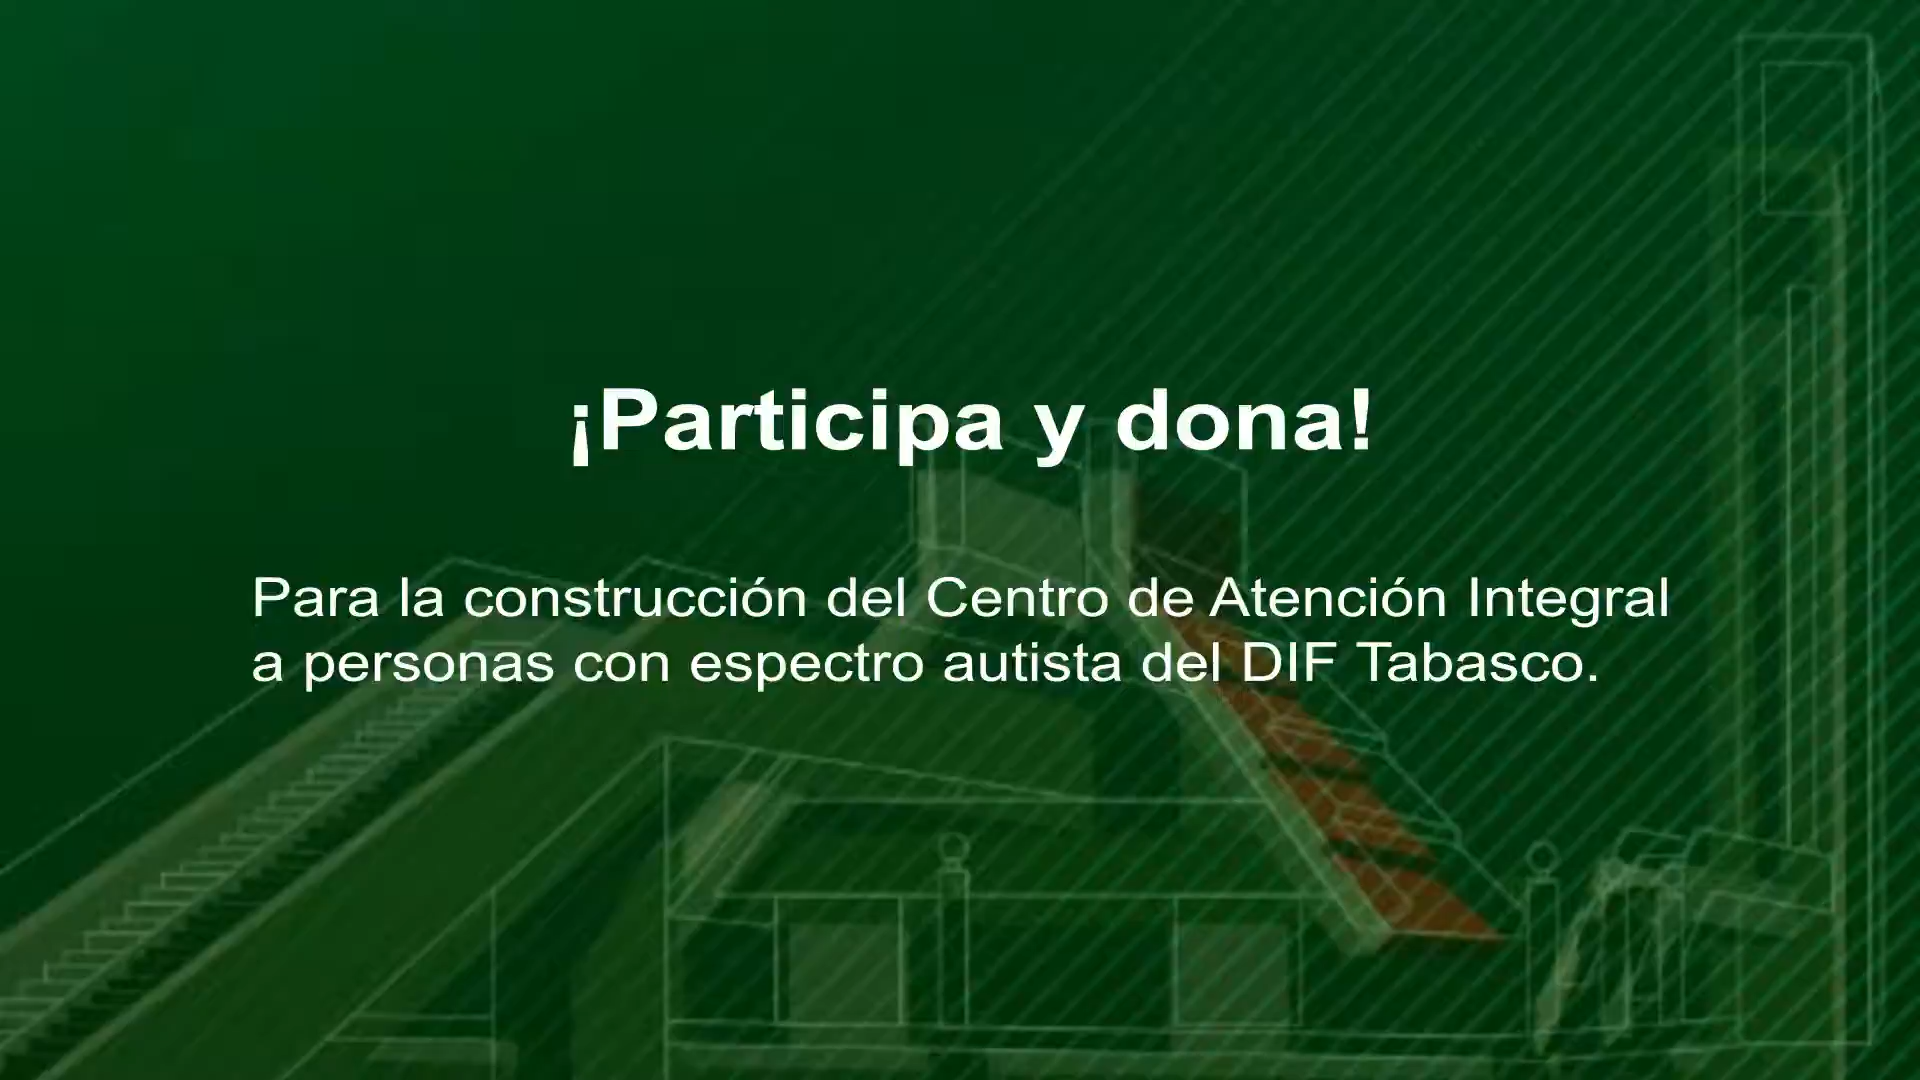 ¡Participa y dona!
Para la construcción del Centro de Atención Integral
a personas con espectro autista del DIF Tabasco.